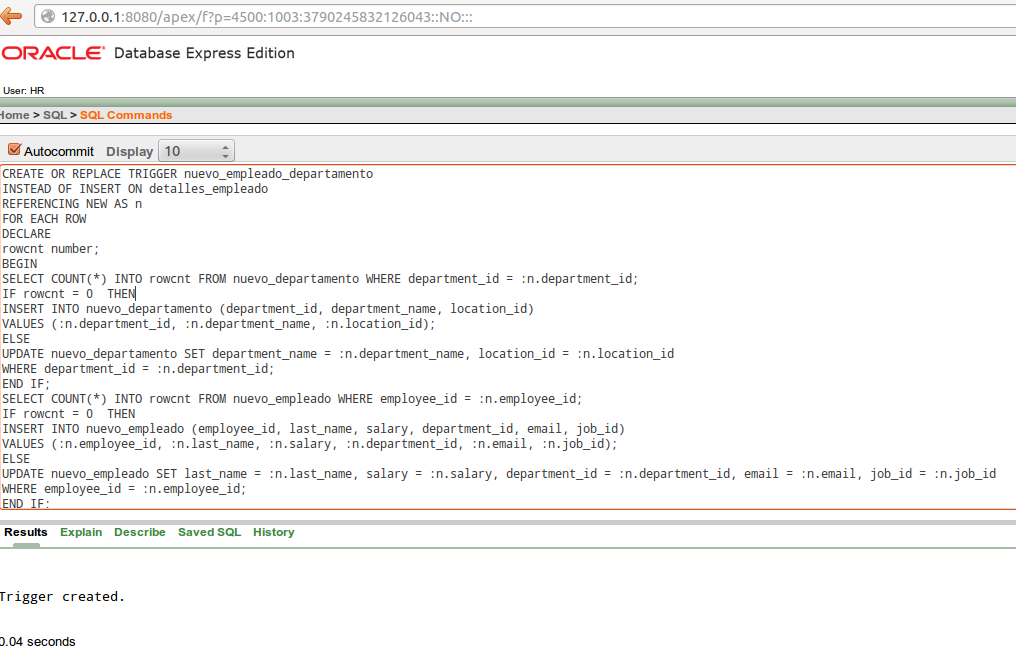 127.0.0.1:8080/apex/f?p=4500:1003:3790245832126043::NO:::
ORACLE Database Express Edition
User: HR
Home > SQL > SQL Commands
Autocommit Display 10
CREATE OR REPLACE TRIGGER nuevo_empleado_departamento
INSTEAD OF INSERT ON detalles_empleado
REFERENCING NEW AS n
FOR EACH ROW
DECLARE
rowcnt number;
BEGIN
SELECT COUNT(*) INTO rowcnt FROM nuevo_departamento WHERE department_id = :n.department_id;
IF rowcnt = 0  THEN
INSERT INTO nuevo_departamento (department_id, department_name, location_id)
VALUES (:n.department_id, :n.department_name, :n.location_id);
ELSE
UPDATE nuevo_departamento SET department_name = :n.department_name, location_id = :n.location_id
WHERE department_id = :n.department_id;
END IF;
SELECT COUNT(*) INTO rowcnt FROM nuevo_empleado WHERE employee_id = :n.employee_id;
IF rowcnt = 0  THEN
INSERT INTO nuevo_empleado (employee_id, last_name, salary, department_id, email, job_id)
VALUES (:n.employee_id, :n.last_name, :n.salary, :n.department_id, :n.email, :n.job_id);
ELSE
UPDATE nuevo_empleado SET last_name = :n.last_name, salary = :n.salary, department_id = :n.department_id, email = :n.email, job_id = :n.job_id
WHERE employee_id = :n.employee_id;
END IF;
Results Explain Describe Saved SQL History
Trigger created.
0.04 seconds